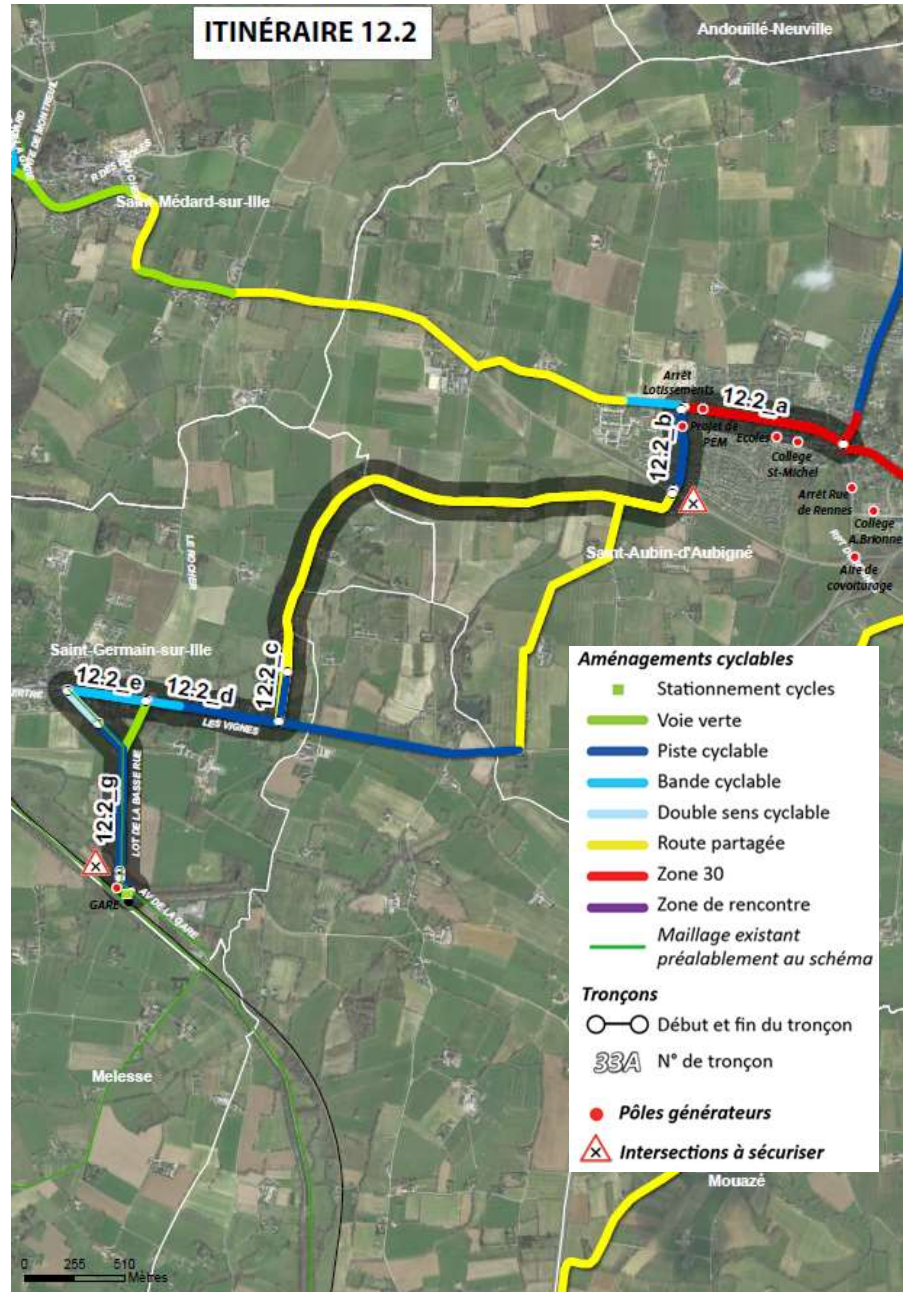 ITINÉRAIRE 12.2
Andouillé-Neuville
Saint-Médard-sur-Ille
Arrêt
Lotissements
12.2_a
Projet de
PEM
Ecoles
Collège
St-Michel
12.2_b
Arrêt Rue
de Rennes
Collège
A.Brionne
Aire de
covoiturage
Saint-Aubin-d'Aubigné
LE ROCHER
Saint-Germain-sur-Ille
12.2_c
12.2_e
12.2_d
LES VIGNES
12.2_g
LOT DE LA BASSE RUE
GARE
AV DE LA GARE
Melesse
Mouazé
Aménagements cyclables
Stationnement cycles
Voie verte
Piste cyclable
Bande cyclable
Double sens cyclable
Route partagée
Zone 30
Zone de rencontre
Maillage existant
préalablement au schéma
Tronçons
Début et fin du tronçon
33A N° de tronçon
Pôles générateurs
Intersections à sécuriser
0 255 510
Mètres